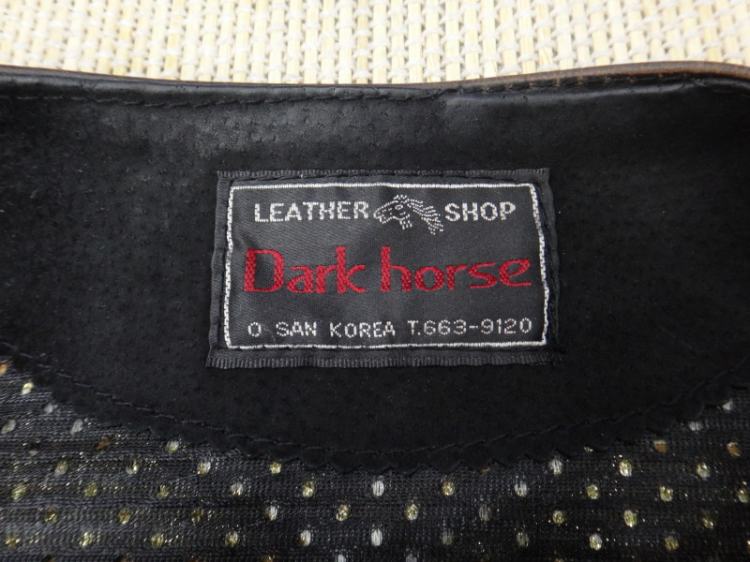 LEATHER SHOP
Dark horse
O SAN KOREA T.663-9120